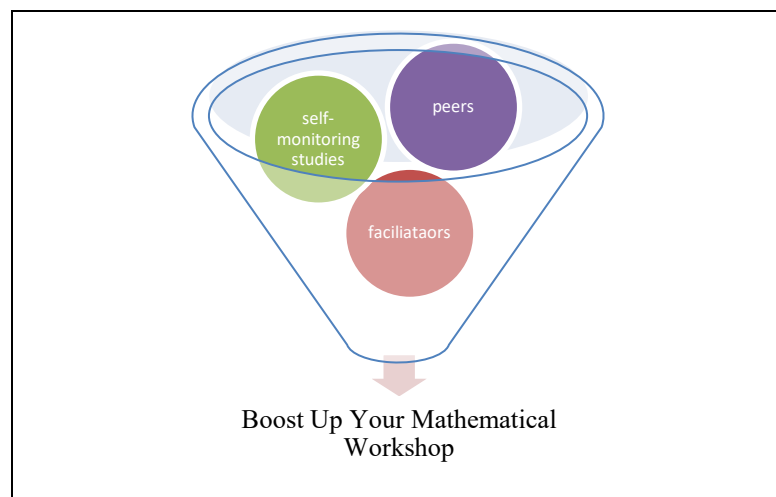 peers
self-
monitoring
studies
faciliataors
Boost Up Your Mathematical
Workshop